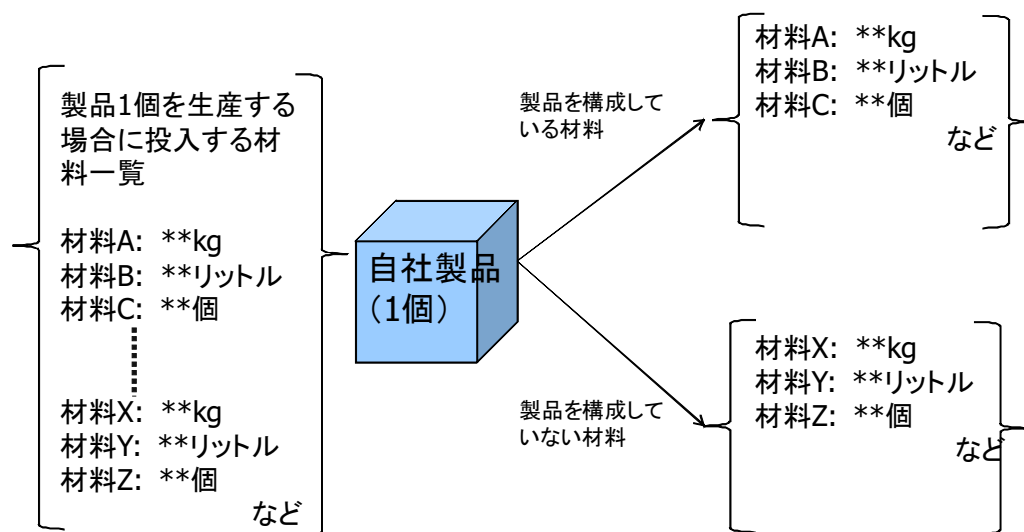 製品1個を生産する
場合に投入する材
料一覧
材料A: **kg
材料B: **リットル
材料C: **個
材料X: **kg
材料Y: **リットル
材料Z: **個
など
自社製品
(1個)
製品を構成して
いる材料
材料A: **kg
材料B: **リットル
材料C: **個
など
製品を構成して
いない材料
材料X: **kg
材料Y: **リットル
材料Z: **個
など